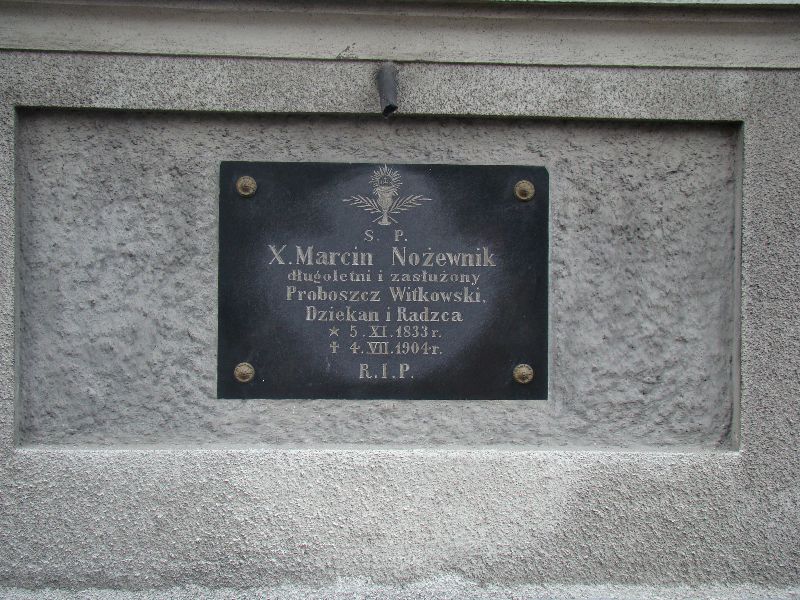 S. P.
X. Marcin Nożewnik
długoletni i zasłużony
Proboszcz Witkowski,
Dziekan i Radzca
* 5. XI. 1833 r.
† 4. VII. 1904 r.
R. I. P.